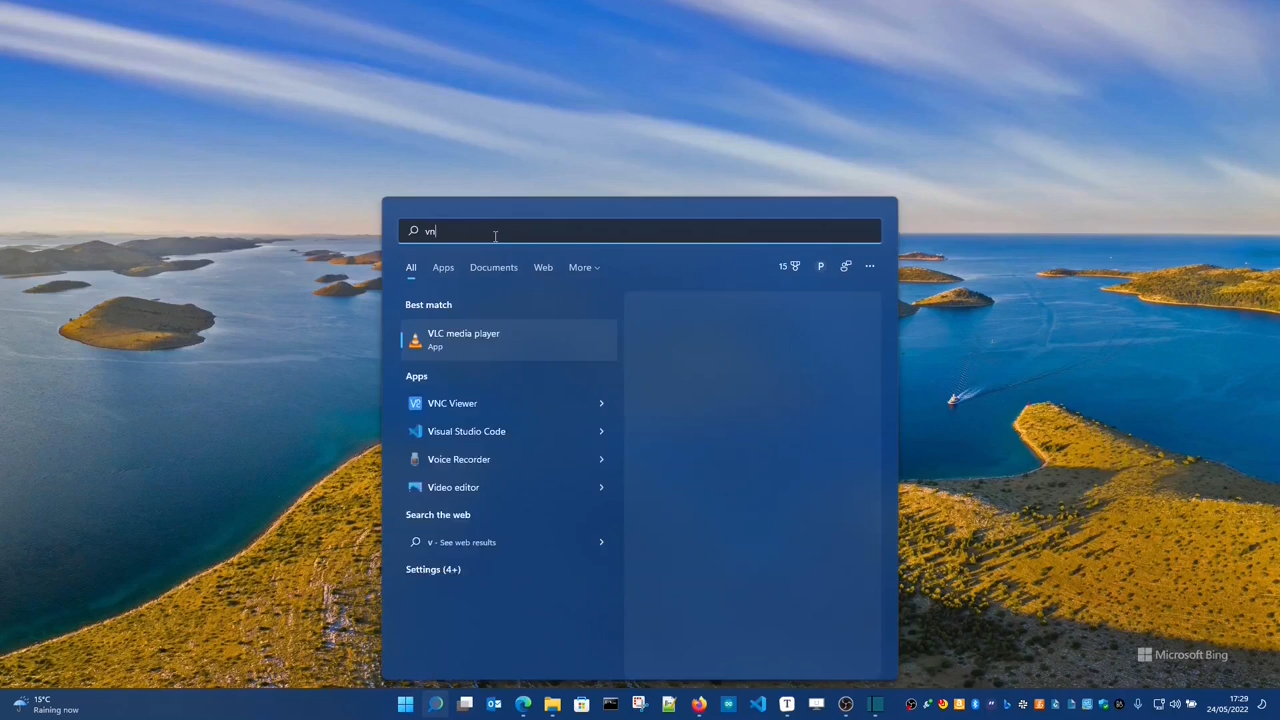 vn
All Apps Documents Web More 15 P
Best match
VLC media player
App
Apps
VNC Viewer
Visual Studio Code
Voice Recorder
Video editor
Search the web
v - See web results
Settings (4+)
Microsoft Bing
15°C
Raining now
17:29
24/05/2022